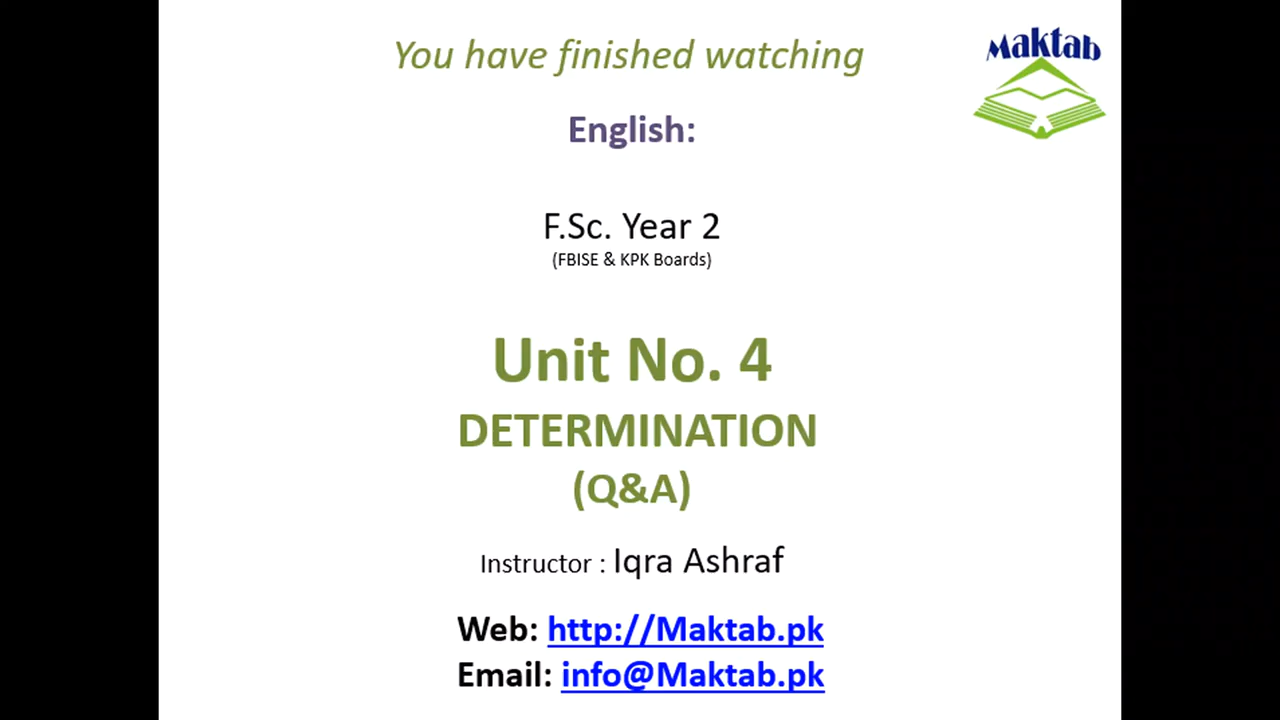 You have finished watching
Maktab
English:
F.Sc. Year 2
(FBISE & KPK Boards)
Unit No. 4
DETERMINATION
(Q&A)
Instructor : Iqra Ashraf
Web: http://Maktab.pk
Email: info@Maktab.pk